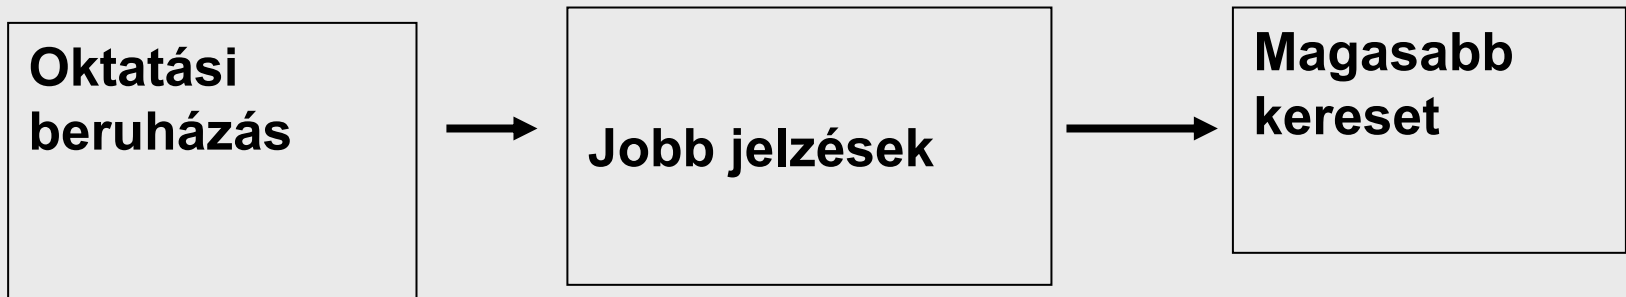 Oktatási
beruházás
Jobb jelzések
Magasabb
kereset